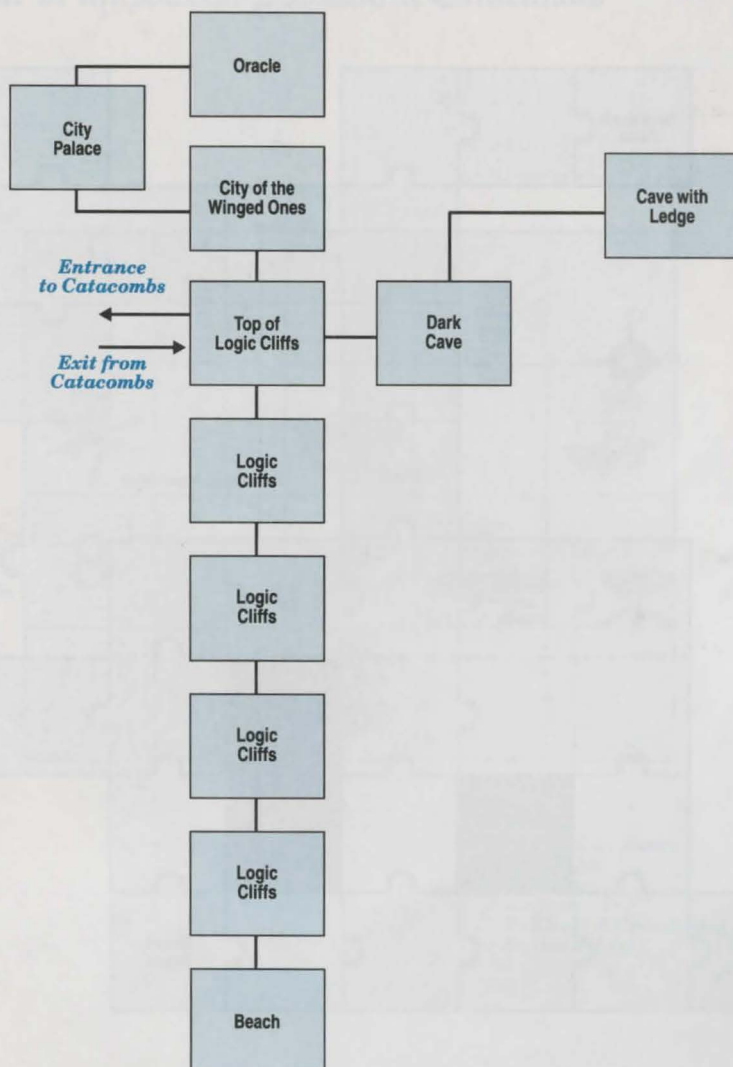 Oracle
City
Palace
City of the
Winged Ones
Cave with
Ledge
Entrance
to Catacombs
Top of
Logic Cliffs
Dark
Cave
Exit from
Catacombs
Logic
Cliffs
Logic
Cliffs
Logic
Cliffs
Logic
Cliffs
Beach